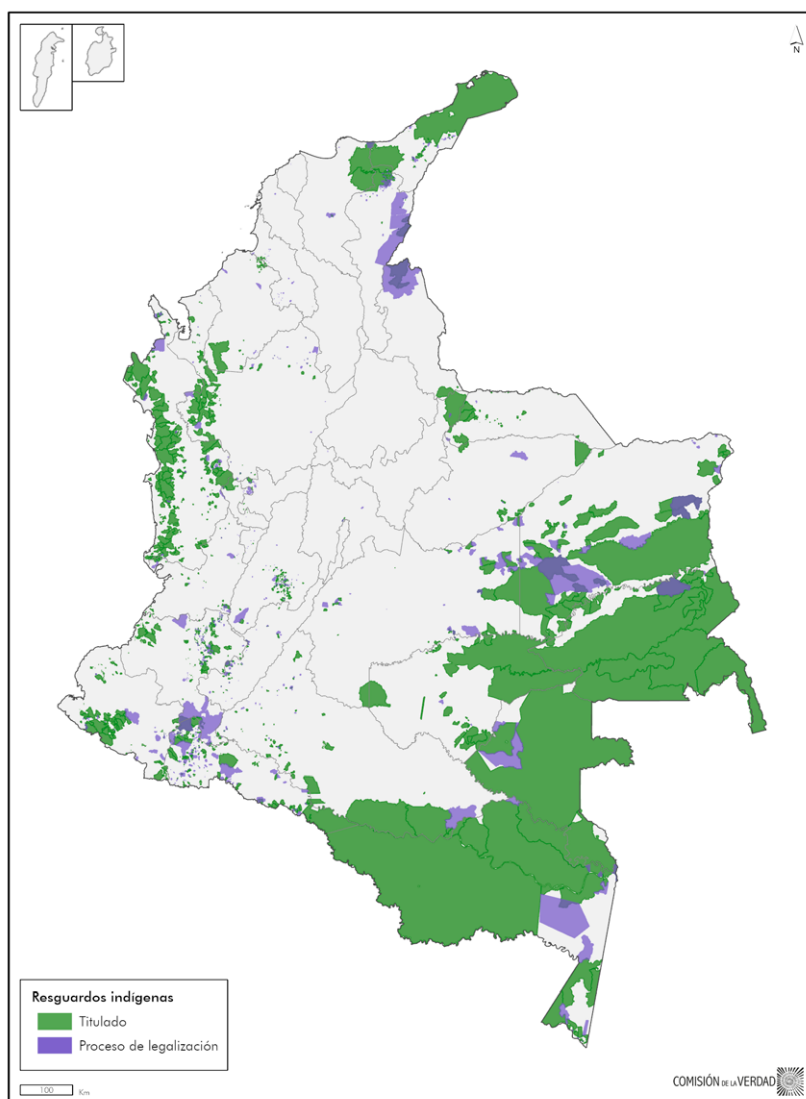 N
Resguardos indígenas
Titulado
Proceso de legalización
100 Km
COMISIÓN DE LA VERDAD